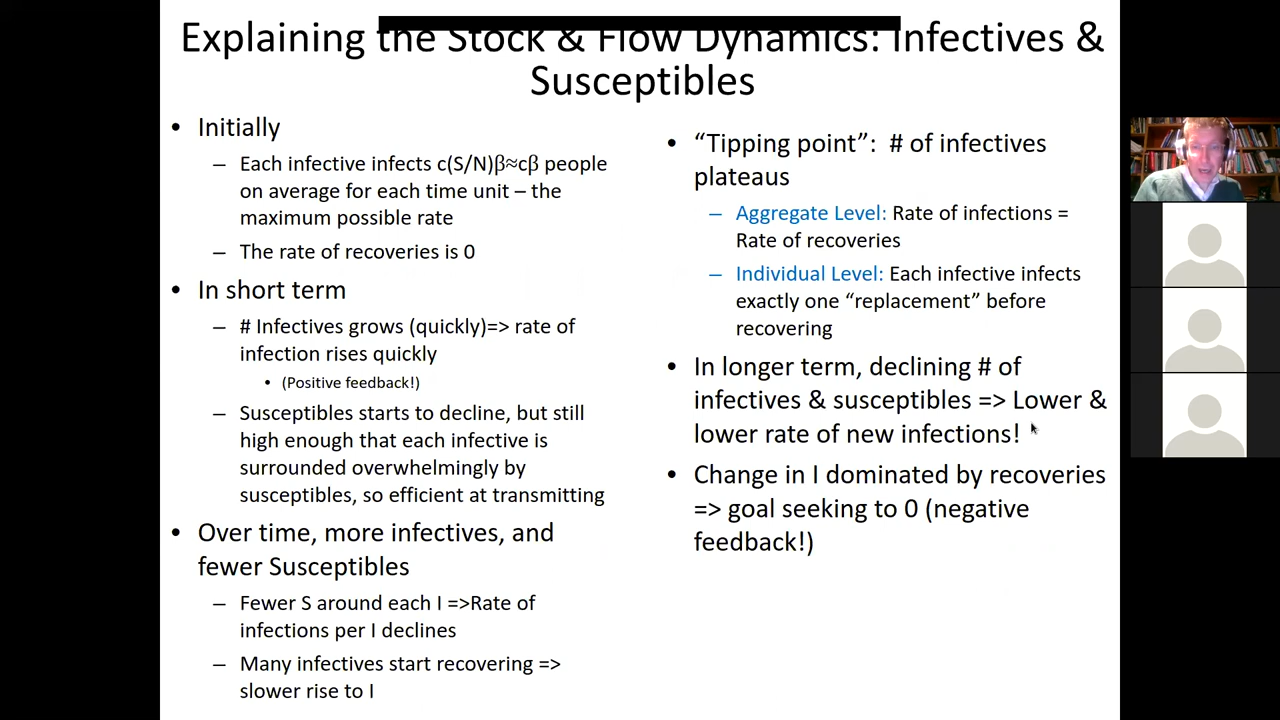 Explaining the Stock & Flow Dynamics: Infectives &
Susceptibles
• Initially
– Each infective infects c(S/N)β≈cβ people
on average for each time unit – the
maximum possible rate
– The rate of recoveries is 0
• In short term
– # Infectives grows (quickly)=> rate of
infection rises quickly
• (Positive feedback!)
– Susceptibles starts to decline, but still
high enough that each infective is
surrounded overwhelmingly by
susceptibles, so efficient at transmitting
• Over time, more infectives, and
fewer Susceptibles
– Fewer S around each I =>Rate of
infections per I declines
– Many infectives start recovering =>
slower rise to I
• “Tipping point”: # of infectives
plateaus
– Aggregate Level: Rate of infections =
Rate of recoveries
– Individual Level: Each infective infects
exactly one “replacement” before
recovering
• In longer term, declining # of
infectives & susceptibles => Lower &
lower rate of new infections!
• Change in I dominated by recoveries
=> goal seeking to 0 (negative
feedback!)